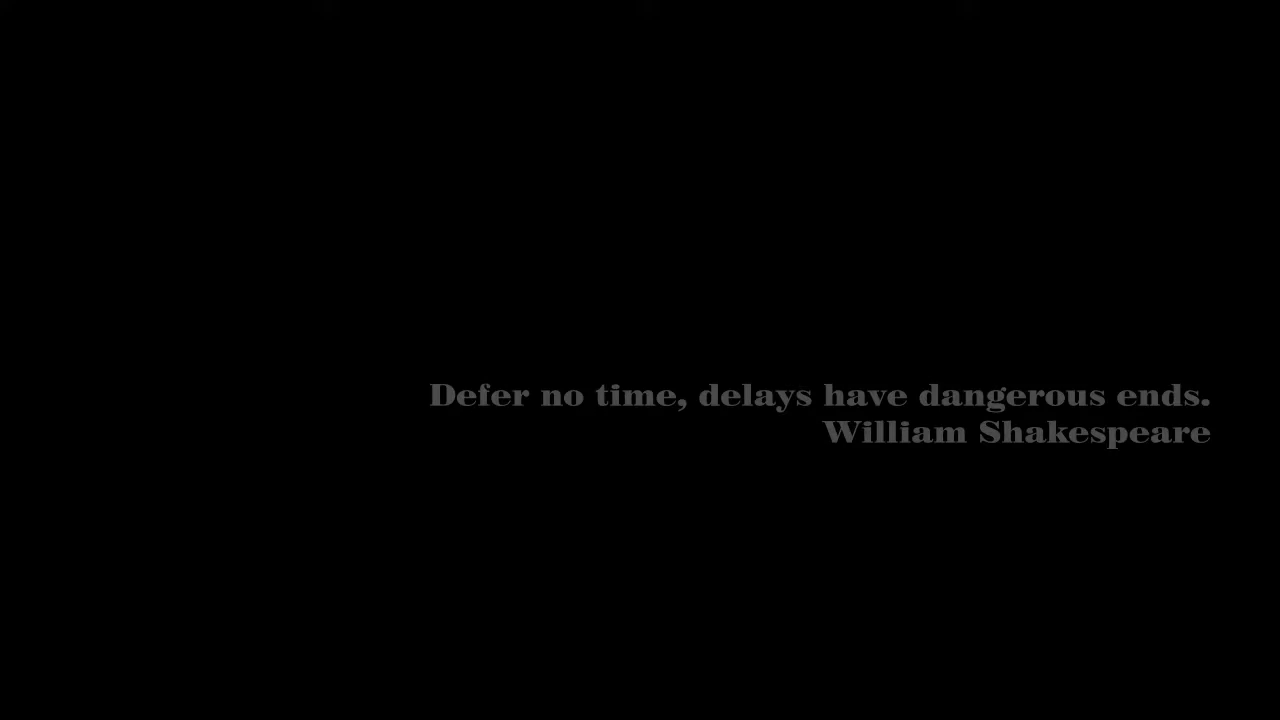 Defer no time, delays have dangerous ends.
William Shakespeare